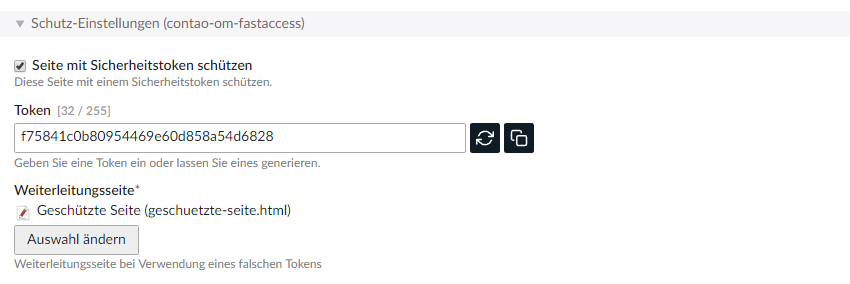 Schutz-Einstellungen (contao-om-fastaccess)
Seite mit Sicherheitstoken schützen
Diese Seite mit einem Sicherheitstoken schützen.
Token [32 / 255]
f75841c0b80954469e60d858a54d6828
Geben Sie eine Token ein oder lassen Sie eines generieren.
Weiterleitungsseite*
Geschützte Seite (geschuetzte-seite.html)
Auswahl ändern
Weiterleitungsseite bei Verwendung eines falschen Tokens